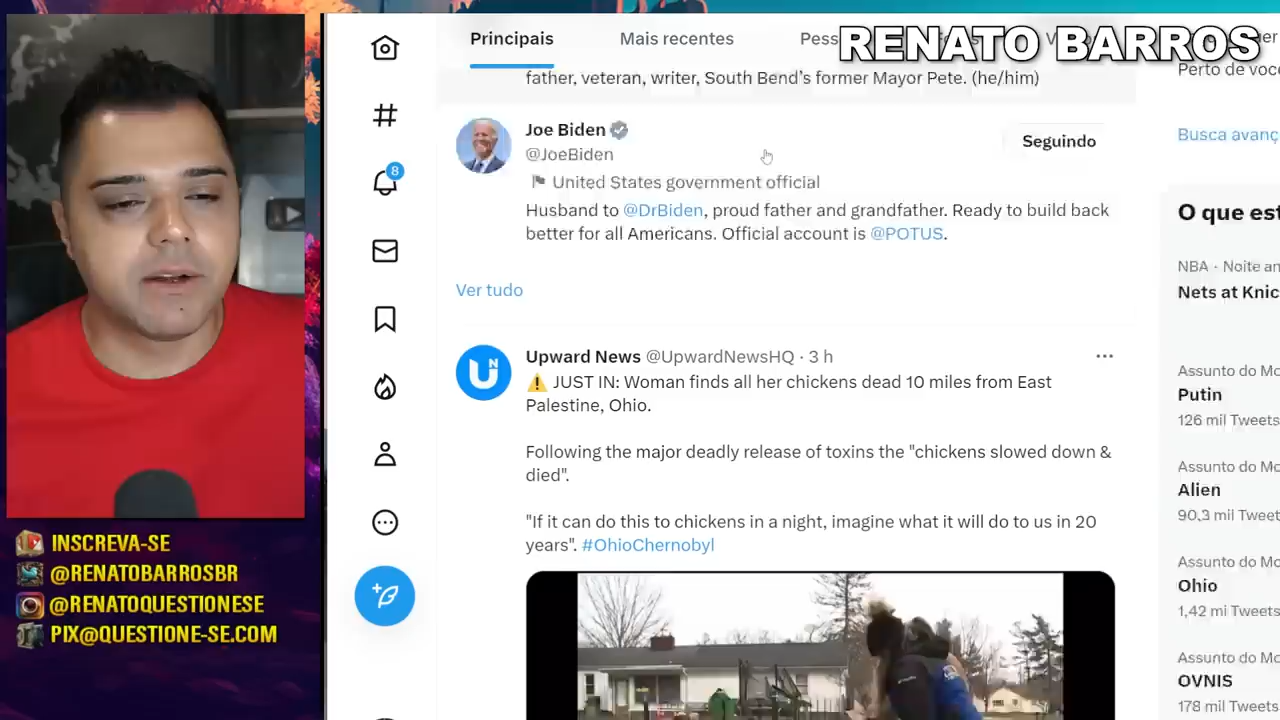 RENATO BARROS
Principais
Mais recentes
father, veteran, writer, South Bend's former Mayor Pete. (he/him)
Joe Biden
@JoeBiden
United States government official
Husband to @DrBiden, proud father and grandfather. Ready to build back
better for all Americans. Official account is @POTUS.
Seguindo
Ver tudo
Upward News @UpwardNewsHQ · 3 h
⚠️ JUST IN: Woman finds all her chickens dead 10 miles from East
Palestine, Ohio.
Following the major deadly release of toxins the "chickens slowed down &
died".
"If it can do this to chickens in a night, imagine what it will do to us in 20
years". #OhioChernobyl
8
Perto de você
Busca avanç
O que est
NBA · Noite an
Nets at Knic
Assunto do Mo
Putin
126 mil Tweets
Assunto do Mo
Alien
90,3 mil Tweet
Assunto do Mo
Ohio
1,42 mi Tweets
Assunto do Mo
OVNIS
178 mil Tweets
INSCREVA-SE
@RENATOBARROSBR
@RENATOQUESTIONESE
PIX@QUESTIONE-SE.COM